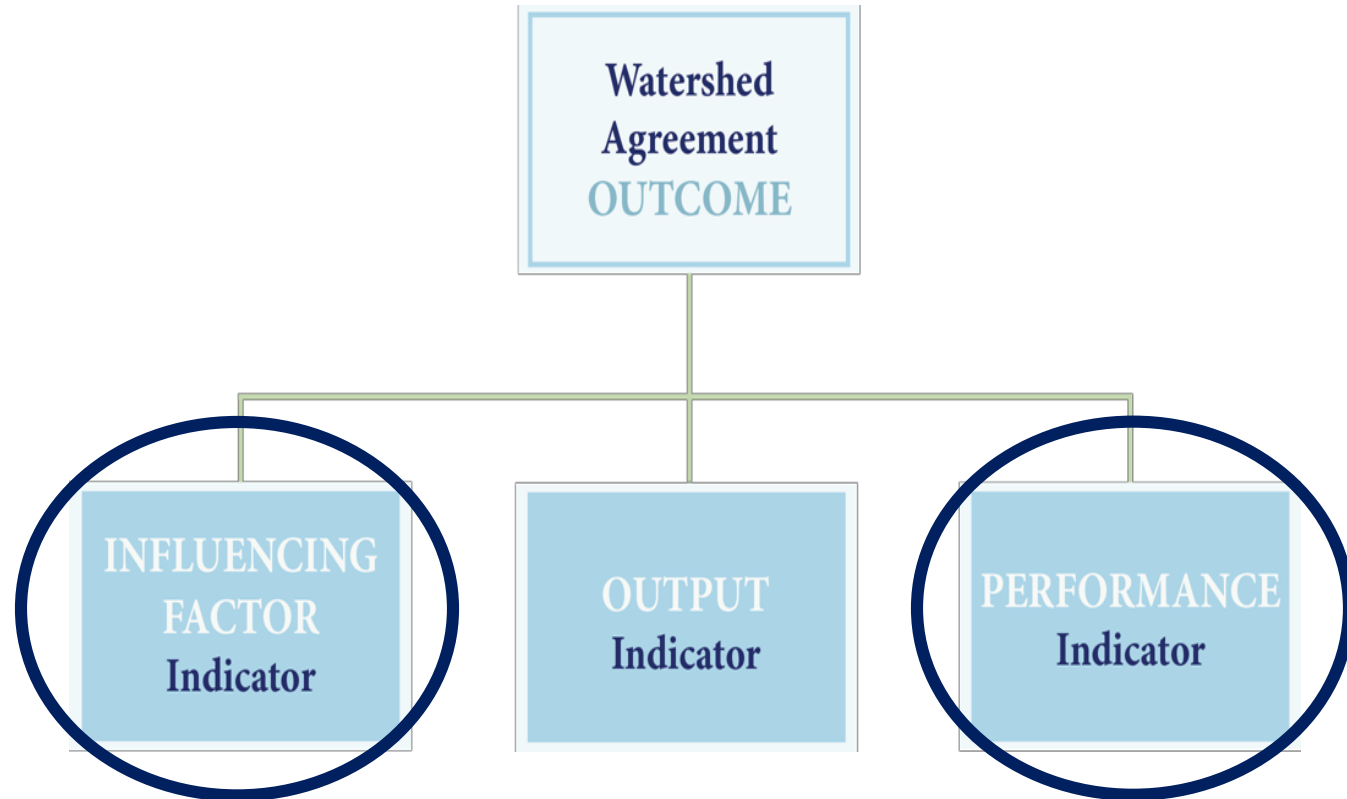 Watershed
Agreement
OUTCOME
INFLUENCING
FACTOR
Indicator
OUTPUT
Indicator
PERFORMANCE
Indicator